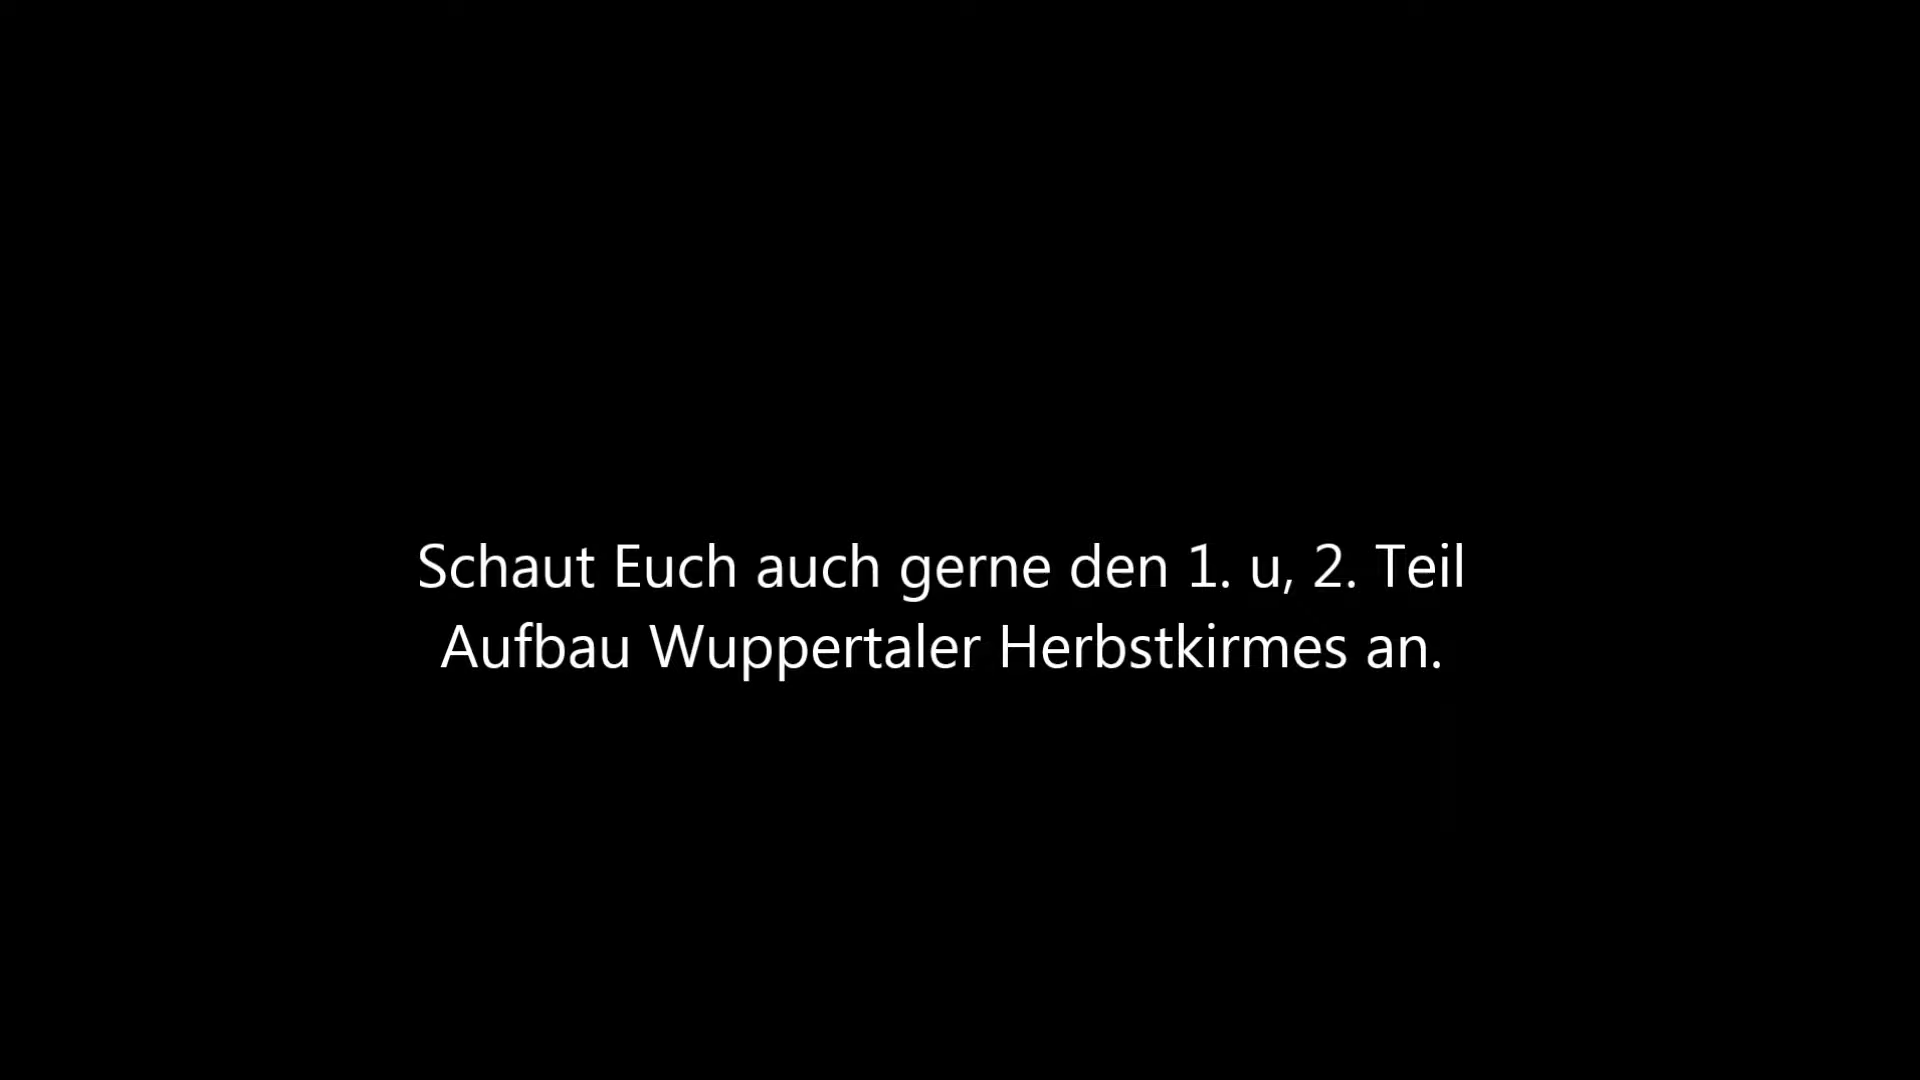 Schaut Euch auch gerne den 1. u, 2. Teil
Aufbau Wuppertaler Herbstkirmes an.